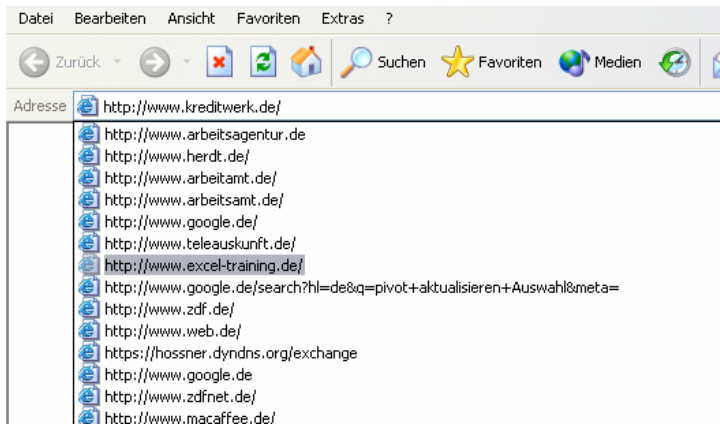 Datei Bearbeiten Ansicht Favoriten Extras ?
Zurück Suchen Favoriten Medien
Adresse http://www.kreditwerk.de/
http://www.arbeitsagentur.de
http://www.herdt.de/
http://www.arbeitamt.de/
http://www.arbeitsamt.de/
http://www.google.de/
http://www.teleauskunft.de/
http://www.excel-training.de/
http://www.google.de/search?hl=de&q=pivot+aktualisieren+Auswahl&meta=
http://www.zdf.de/
http://www.web.de/
https://hossner.dyndns.org/exchange
http://www.google.de
http://www.zdfnet.de/
http://www.macaffee.de/